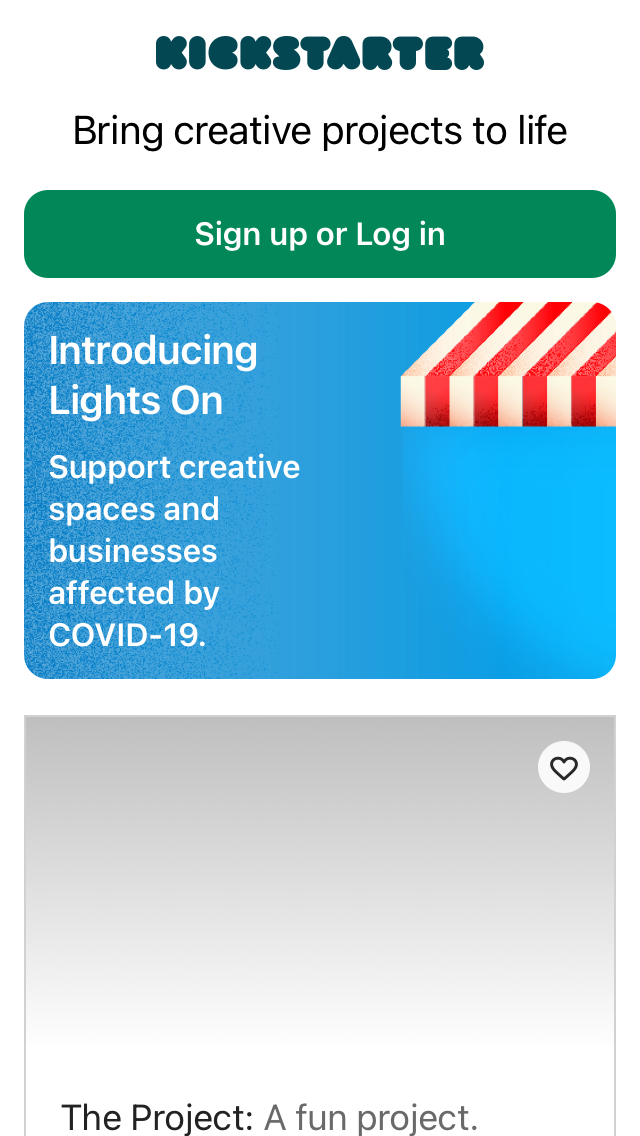 KICKSTARTER
Bring creative projects to life
Sign up or Log in
Introducing
Lights On
Support creative
spaces and
businesses
affected by
COVID-19.
The Project: A fun project.